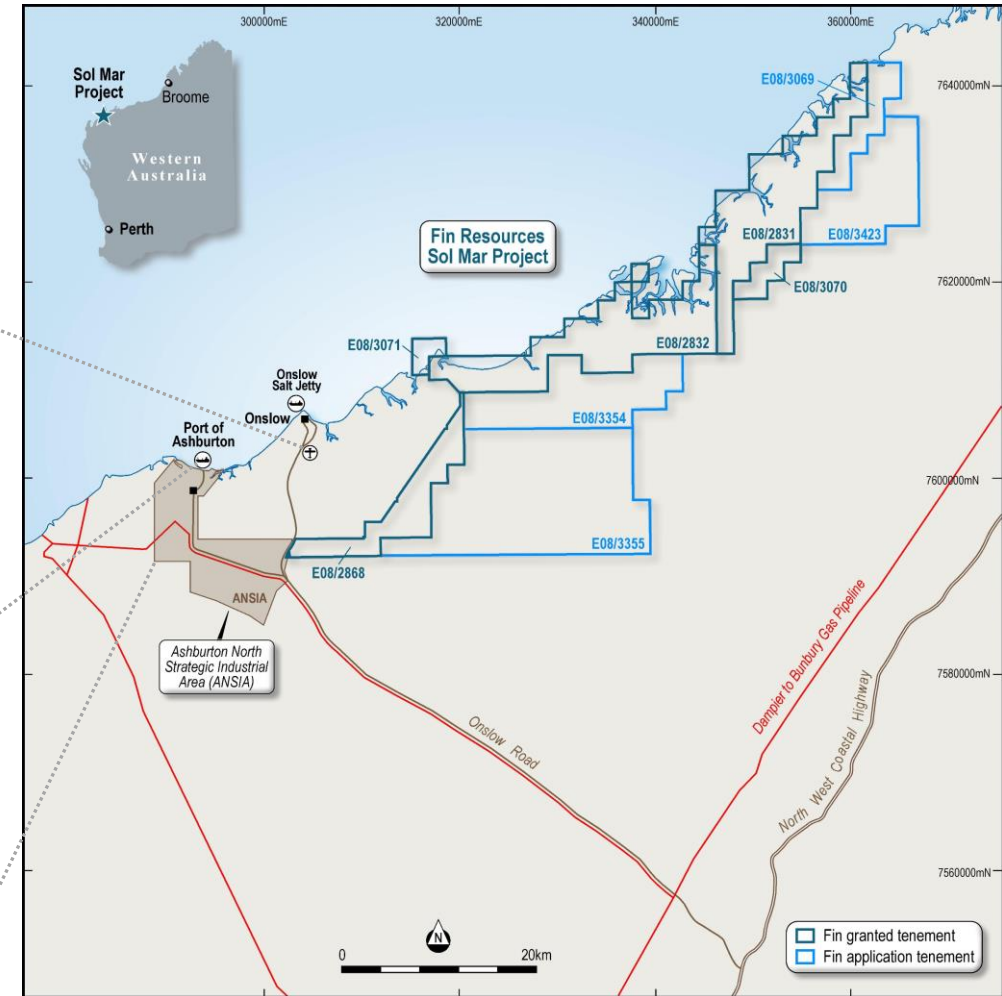 300000mE
320000mE
340000mE
360000mE
Sol Mar
Project
Broome
Western
Australia
Perth
E08/3069
7640000mN
Fin Resources
Sol Mar Project
E08/2831
E08/3423
E08/3070
7620000mN
E08/3071
E08/2832
Onslow
Salt Jetty
Onslow
Port of
Ashburton
E08/3354
7600000mN
E08/3355
E08/2868
ANSIA
Ashburton North
Strategic Industrial
Area (ANSIA)
7580000mN
Onslow Road
Dampier to Bunbury Gas Pipeline
North West Coastal Highway
7560000mN
N
0
20km
Fin granted tenement
Fin application tenement